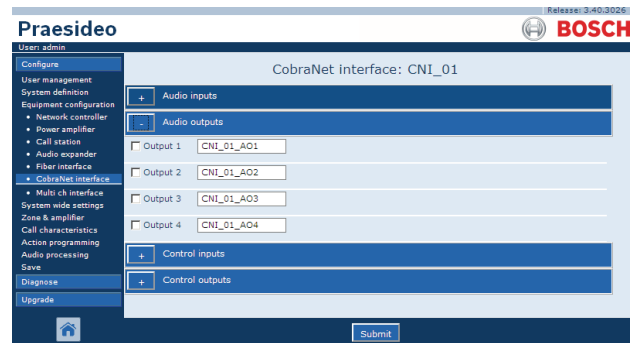 Release: 3.40.3026
Praesideo
BOSCH
User: admin
Configure
User management
System definition
Equipment configuration
• Network controller
• Power amplifier
• Call station
• Audio expander
• Fiber interface
• CobraNet interface
• Multi ch interface
System wide settings
Zone & amplifier
Call characteristics
Action programming
Audio processing
Save
Diagnose
Upgrade
CobraNet interface: CNI_01
+ Audio inputs
- Audio outputs
Output 1 CNI_01_AO1
Output 2 CNI_01_AO2
Output 3 CNI_01_AO3
Output 4 CNI_01_AO4
+ Control inputs
+ Control outputs
Submit